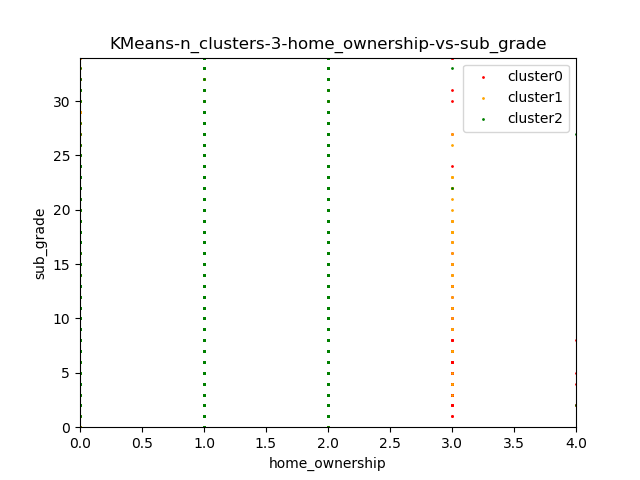 KMeans-n_clusters-3-home_ownership-vs-sub_grade
cluster0
cluster1
cluster2
30
25
20
15
10
5
0
sub_grade
0.0 0.5 1.0 1.5 2.0 2.5 3.0 3.5 4.0
home_ownership